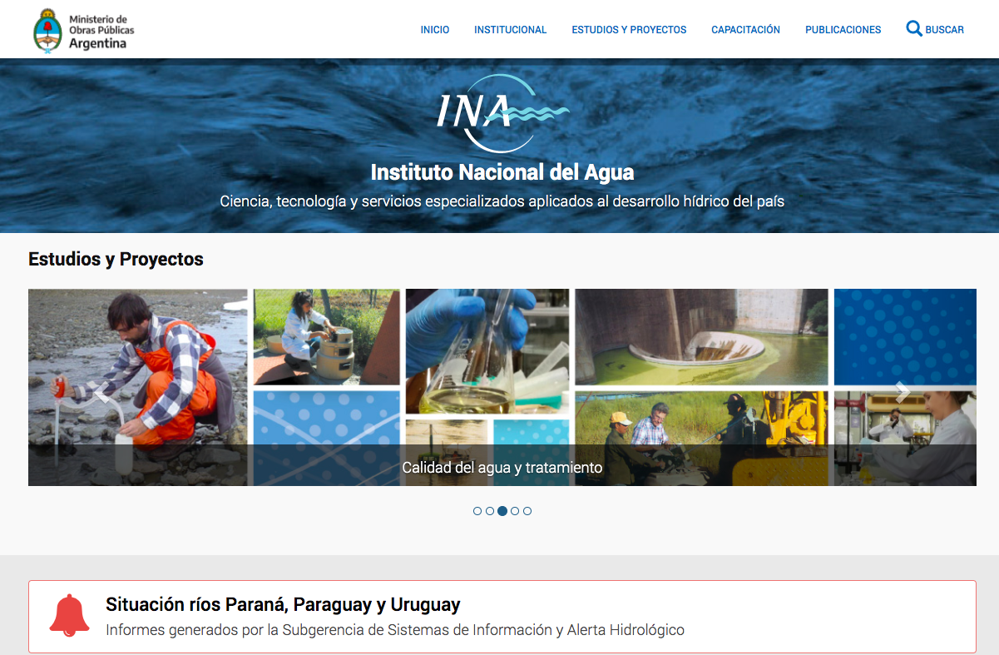 Ministerio de
Obras Públicas
Argentina
INICIO
INSTITUCIONAL
ESTUDIOS Y PROYECTOS
CAPACITACIÓN
PUBLICACIONES
BUSCAR
INA
Instituto Nacional del Agua
Ciencia, tecnología y servicios especializados aplicados al desarrollo hídrico del país
Estudios y Proyectos
Calidad del agua y tratamiento
Situación ríos Paraná, Paraguay y Uruguay
Informes generados por la Subgerencia de Sistemas de Información y Alerta Hidrológico